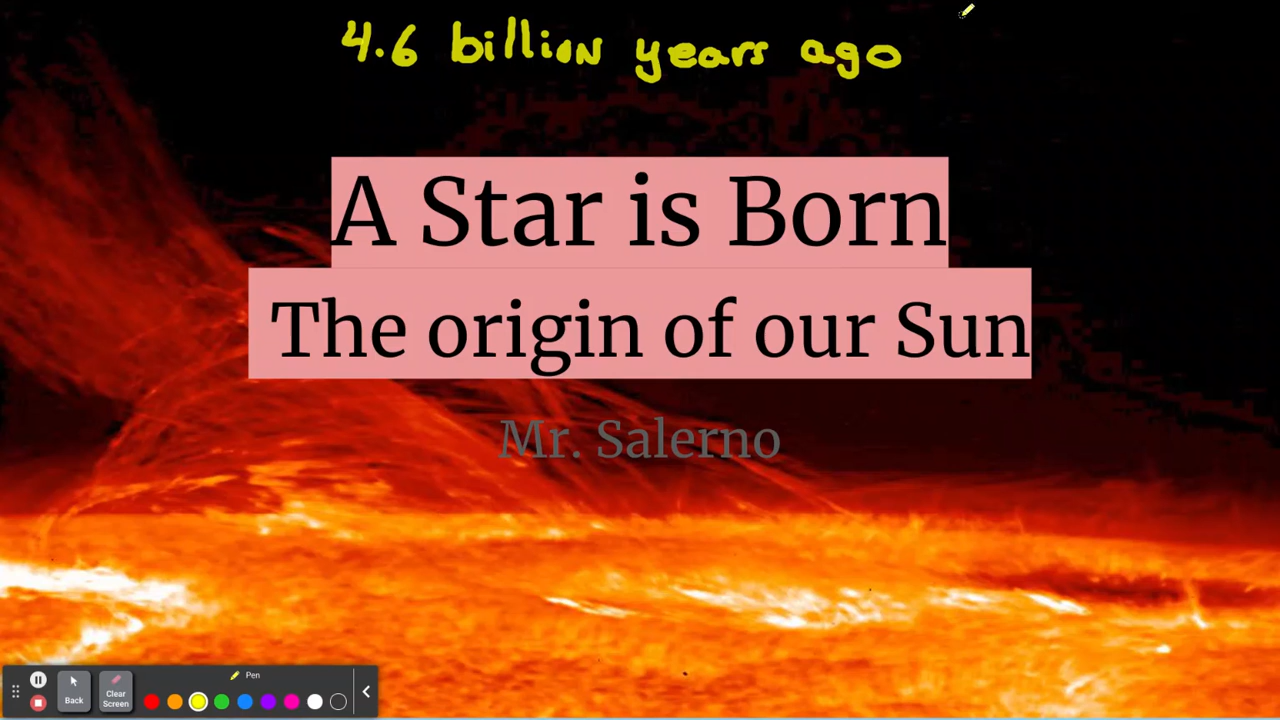 4.6 billion years ago
A Star is Born
The origin of our Sun
Mr. Salerno
Pen
Back
Clear
Screen